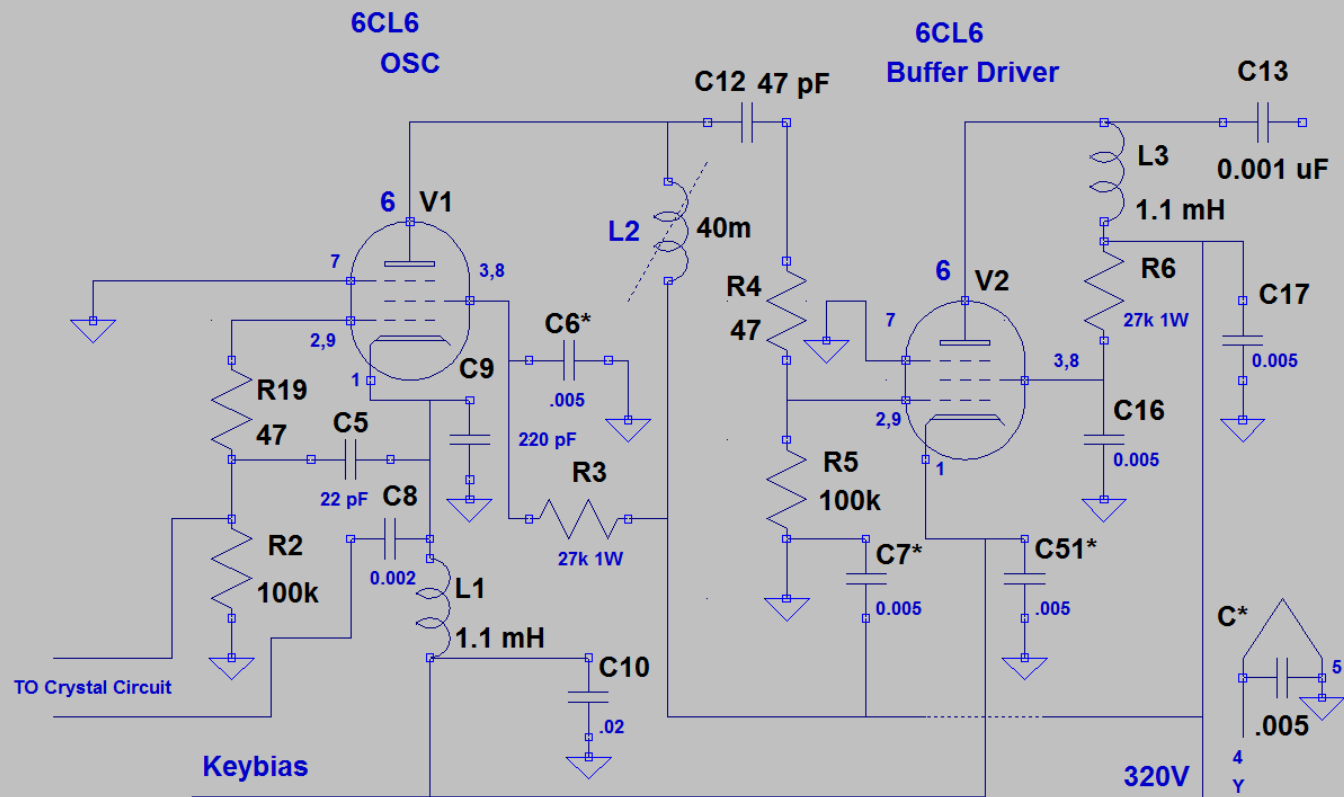 6CL6
OSC
6CL6
Buffer Driver
C12
47 pF
C13
0.001 uF
L3
1.1 mH
6
V1
7
3,8
2,9
1
L2
40m
R4
47
6
V2
7
3,8
2,9
1
R6
27k 1W
C17
0.005
C6*
.005
C9
220 pF
R19
47
C5
22 pF
C8
0.002
R3
27k 1W
R5
100k
C16
0.005
R2
100k
L1
1.1 mH
C7*
0.005
C51*
.005
C10
.02
C*
5
.005
4
Y
TO Crystal Circuit
Keybias
320V